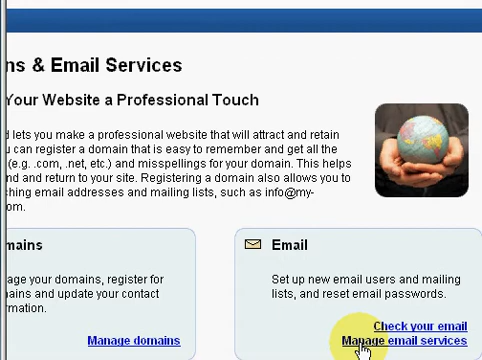 ns & Email Services
Your Website a Professional Touch
d lets you make a professional website that will attract and retain
u can register a domain that is easy to remember and get all the
(e.g. .com, .net, etc.) and misspellings for your domain. This helps
nd and return to your site. Registering a domain also allows you to
ching email addresses and mailing lists, such as info@my-
om.
mains
age your domains, register for
ains and update your contact
rmation.
Manage domains
Email
Set up new email users and mailing
lists, and reset email passwords.
Check your email
Manage email services